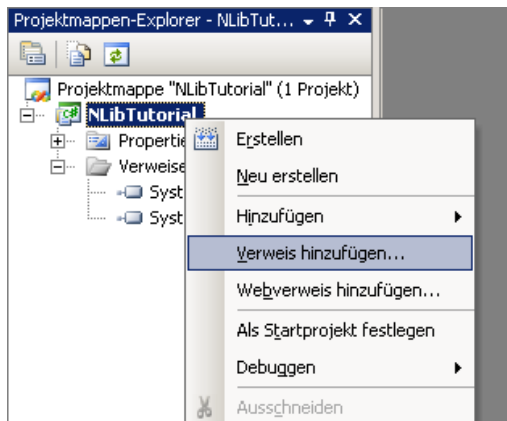 Projektmappen-Explorer - NLibTut...
Projektmappe "NLibTutorial" (1 Projekt)
NLibTutorial
Propertie
Verweise
Syst
Syst
Erstellen
Neu erstellen
Hinzufügen
Verweis hinzufügen...
Webverweis hinzufügen...
Als Startprojekt festlegen
Debuggen
Ausschneiden